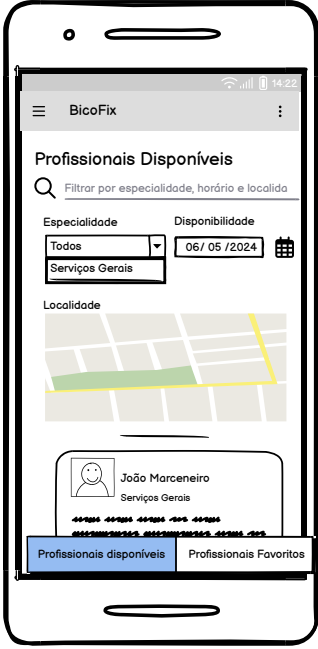 14:22
BicoFix
Profissionais Disponíveis
Filtrar por especialidade, horário e localida
Especialidade
Disponibilidade
Todos
06/ 05 /2024
Serviços Gerais
Localidade
João Marceneiro
Serviços Gerais
Profissionais disponíveis
Profissionais Favoritos